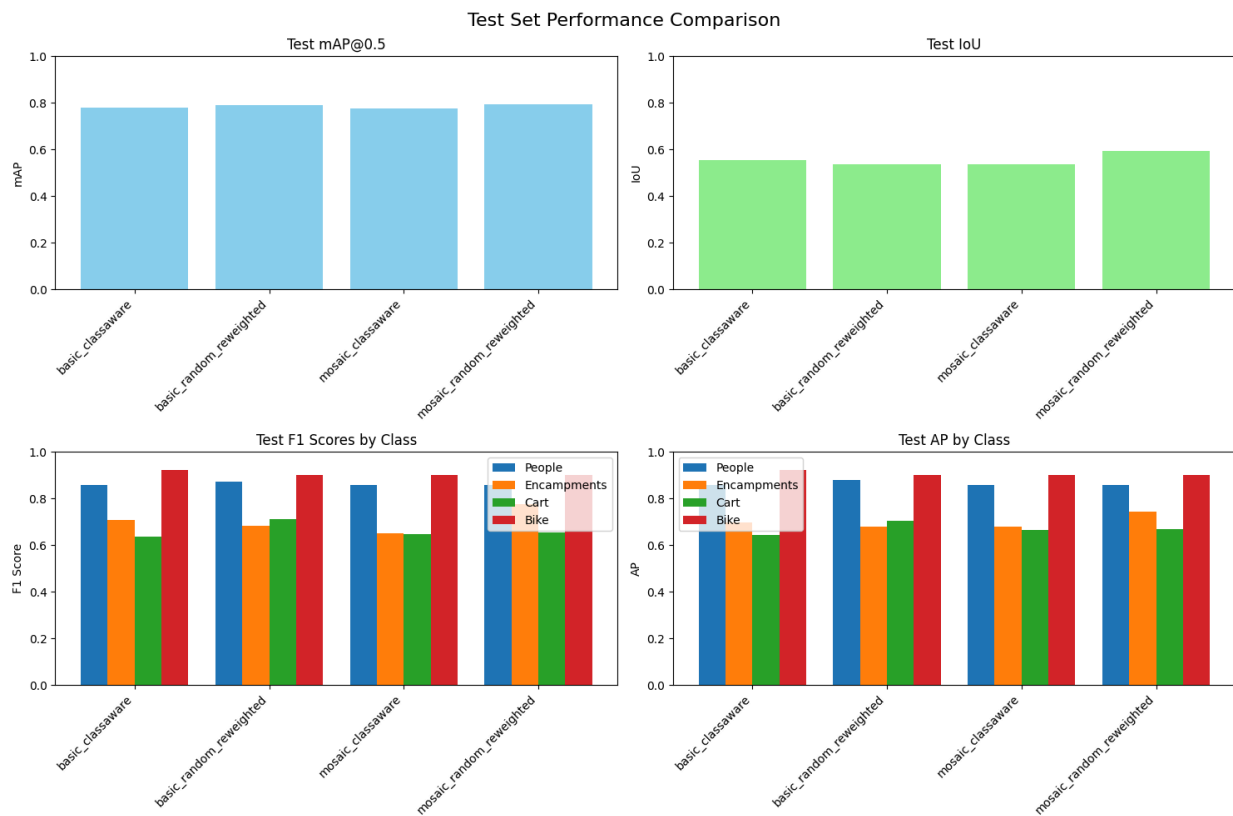 Test Set Performance Comparison
Test mAP@0.5
mAP
1.0
0.8
0.6
0.4
0.2
0.0
basic_classaware
basic_random_reweighted
mosaic_classaware
mosaic_random_reweighted
Test IoU
IoU
1.0
0.8
0.6
0.4
0.2
0.0
basic_classaware
basic_random_reweighted
mosaic_classaware
mosaic_random_reweighted
Test F1 Scores by Class
F1 Score
1.0
0.8
0.6
0.4
0.2
0.0
People
Encampments
Cart
Bike
basic_classaware
basic_random_reweighted
mosaic_classaware
mosaic_random_reweighted
Test AP by Class
AP
1.0
0.8
0.6
0.4
0.2
0.0
People
Encampments
Cart
Bike
basic_classaware
basic_random_reweighted
mosaic_classaware
mosaic_random_reweighted